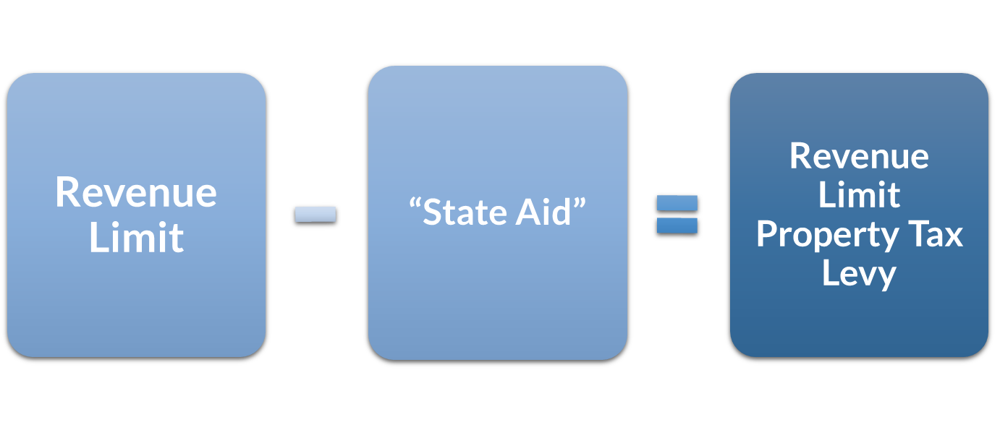 Revenue
Limit
“State Aid”
Revenue
Limit
Property Tax
Levy